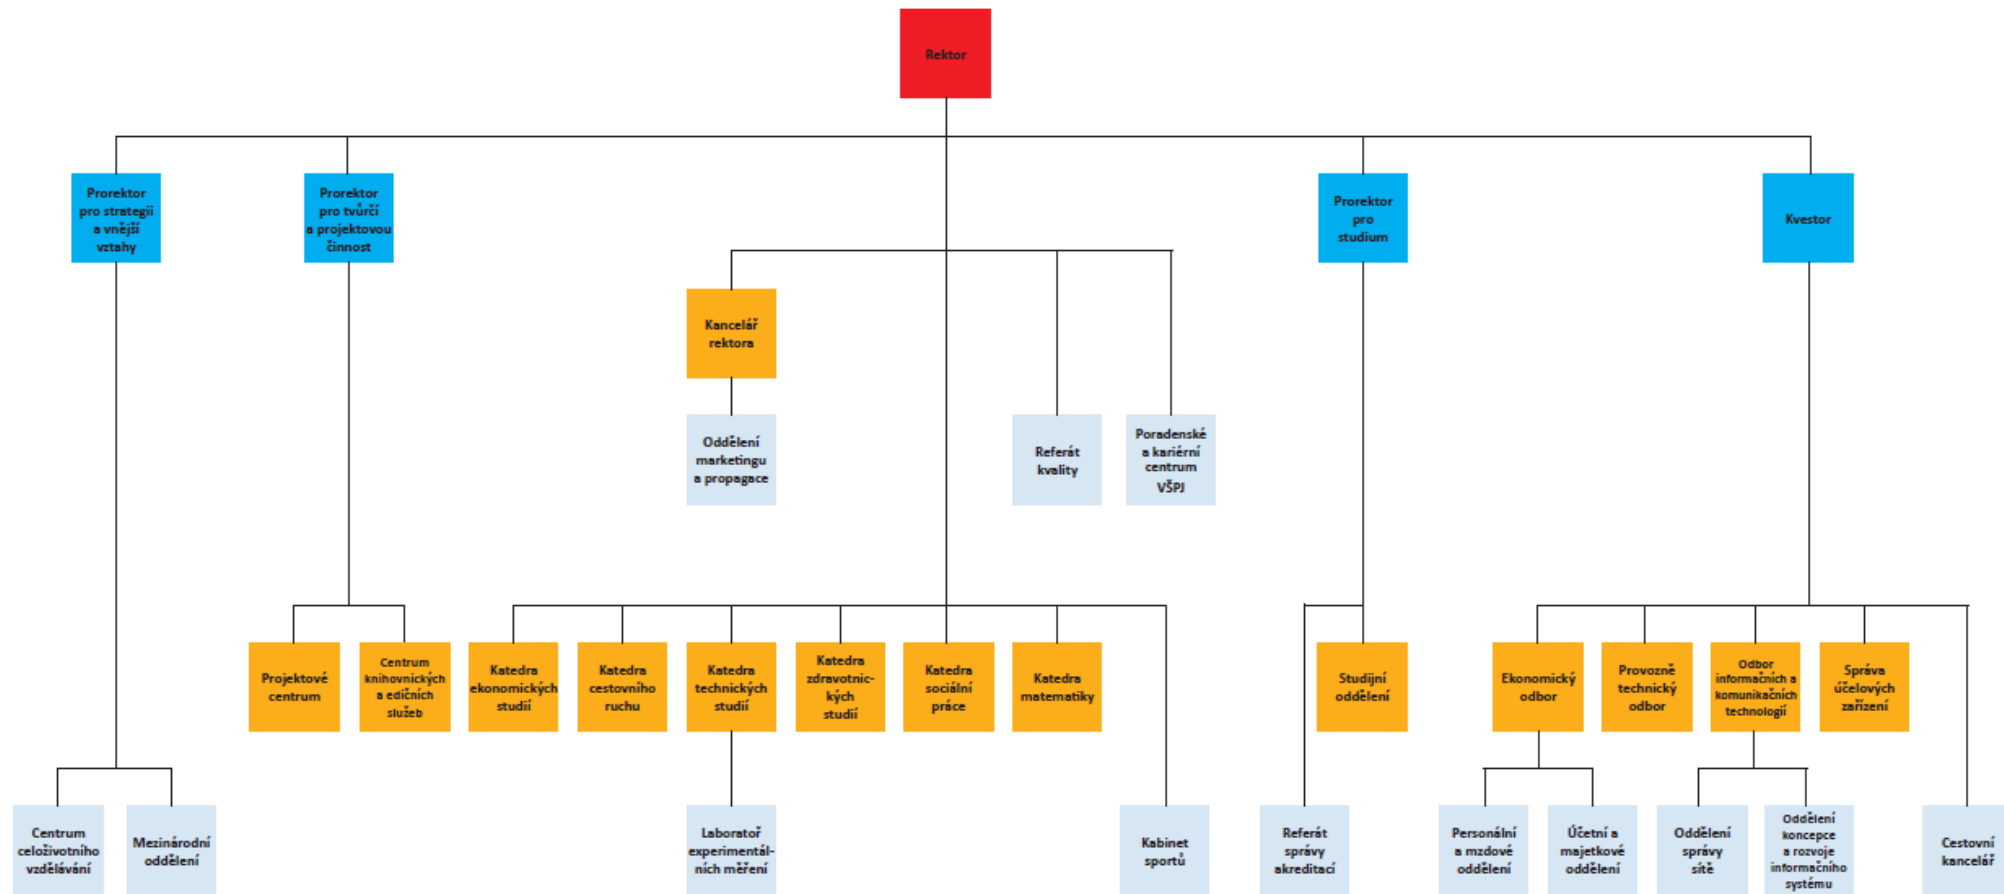 Rektor
Prorektor
pro strategii
a vnější
vztahy
Prorektor
pro tvůrčí
a projektovou
činnost
Prorektor
pro
studium
Kvestor
Kancelář
rektora
Oddělení
marketingu
a propagace
Referát
kvality
Poradenské
a kariérní
centrum
VŠPJ
Projektové
centrum
Centrum
knihovnických
a edičních
služeb
Katedra
ekonomických
studií
Katedra
cestovního
ruchu
Katedra
technických
studií
Katedra
zdravotnic-
kých
studií
Katedra
sociální
práce
Katedra
matematiky
Studijní
oddělení
Ekonomický
odbor
Provozně
technický
odbor
Odbor
informačních a
komunikačních
technologií
Správa
účelových
zařízení
Centrum
celoživotního
vzdělávání
Mezinárodní
oddělení
Laboratoř
experimentál-
ních měření
Kabinet
sportů
Referát
správy
akreditací
Personální
a mzdové
oddělení
Účetní a
majetkové
oddělení
Oddělení
správy
sítě
Oddělení
koncepce
a rozvoje
informačního
systému
Cestovní
kancelář